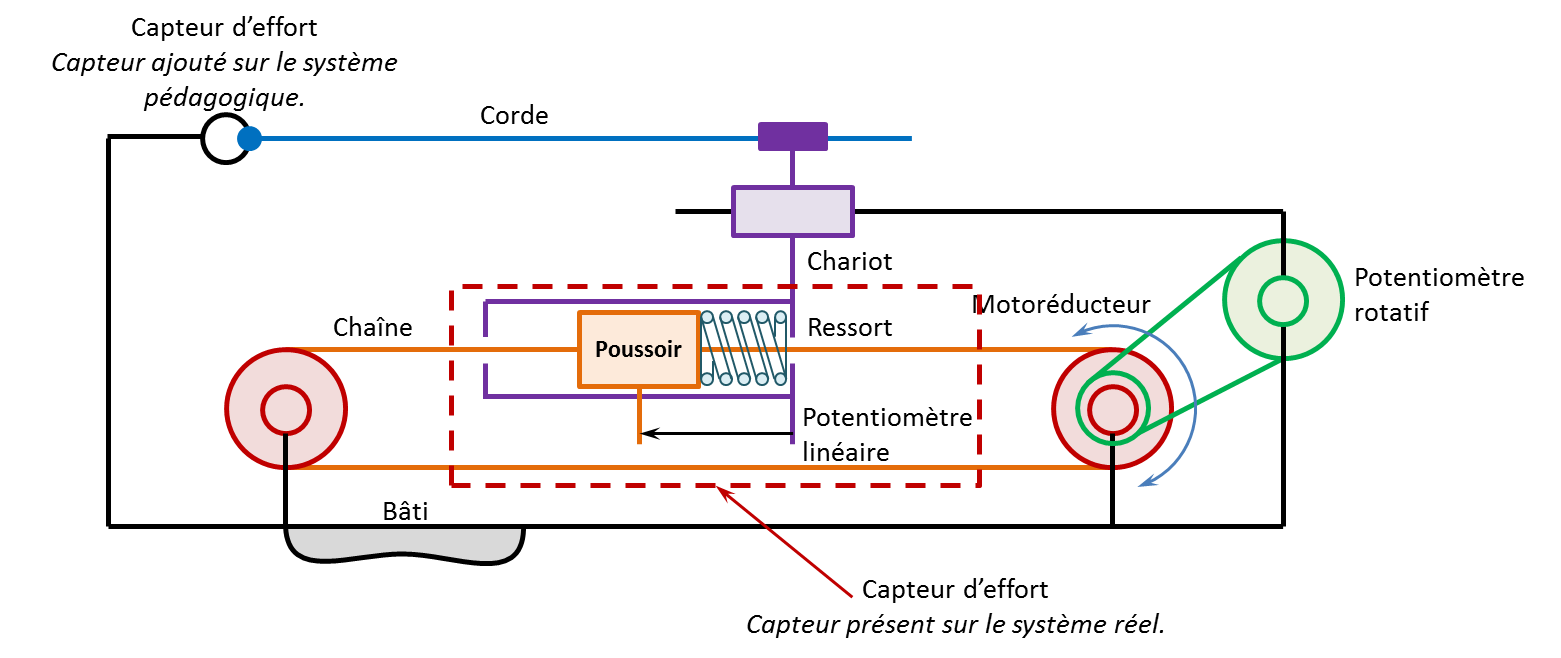 Capteur d’effort
Capteur ajouté sur le système
pédagogique.
Corde
Chariot
Motoréducteur
Potentiomètre
rotatif
Chaîne
Poussoir
Ressort
Potentiomètre
linéaire
Bâti
Capteur d’effort
Capteur présent sur le système réel.